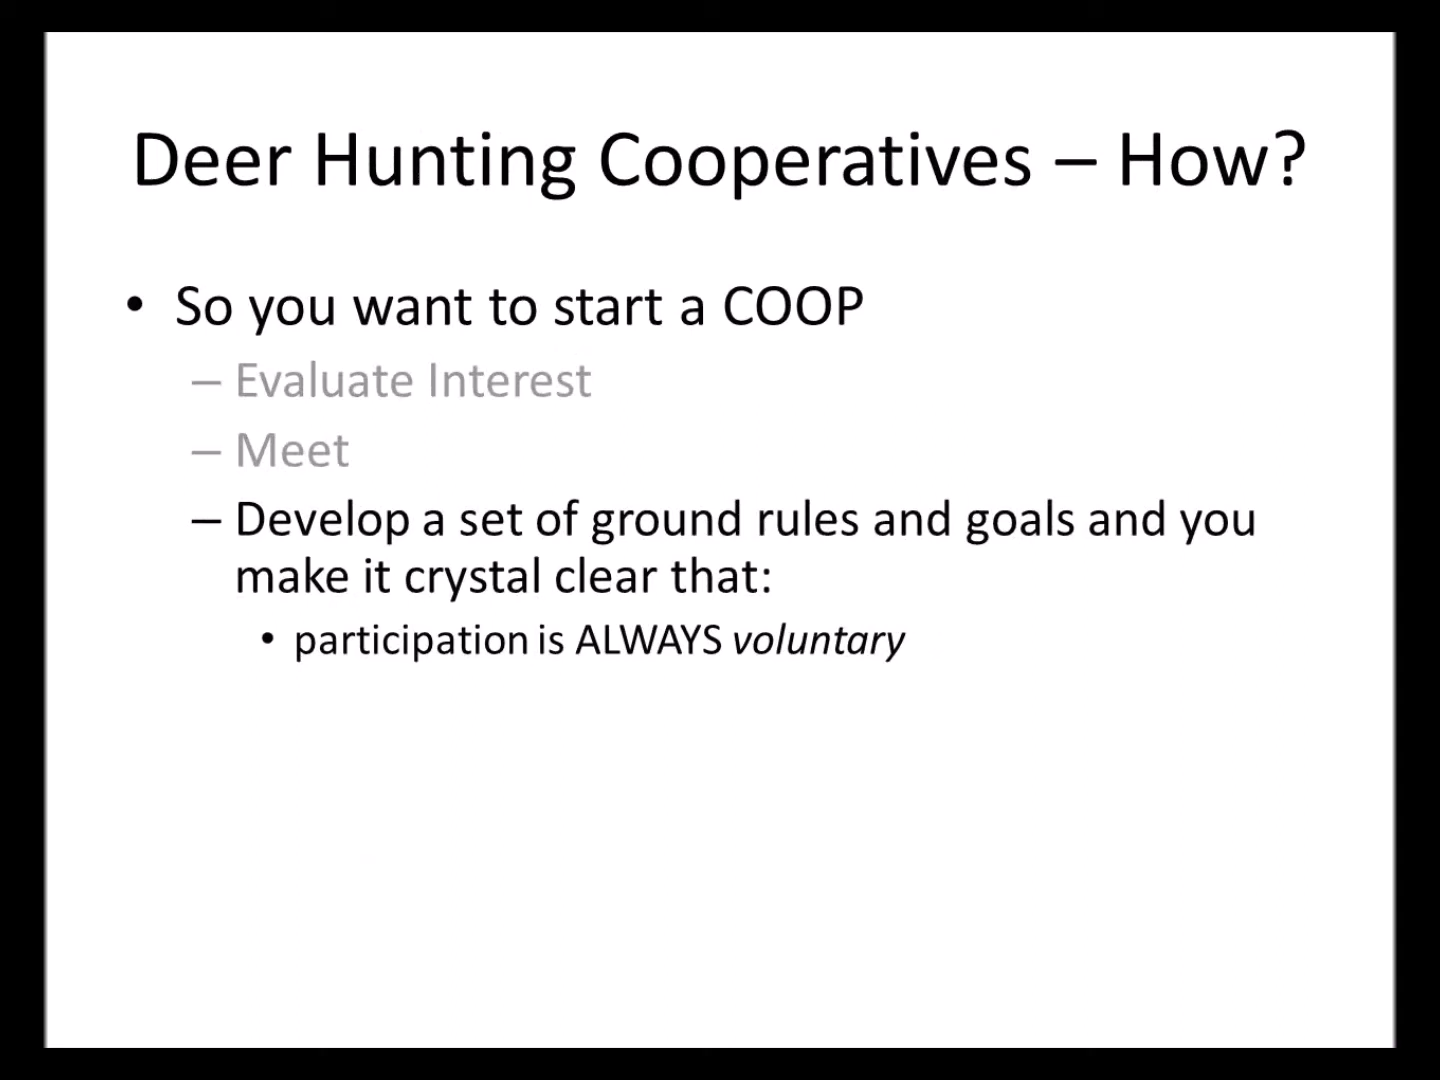 Deer Hunting Cooperatives – How?
• So you want to start a COOP
– Evaluate Interest
– Meet
– Develop a set of ground rules and goals and you
make it crystal clear that:
• participation is ALWAYS voluntary